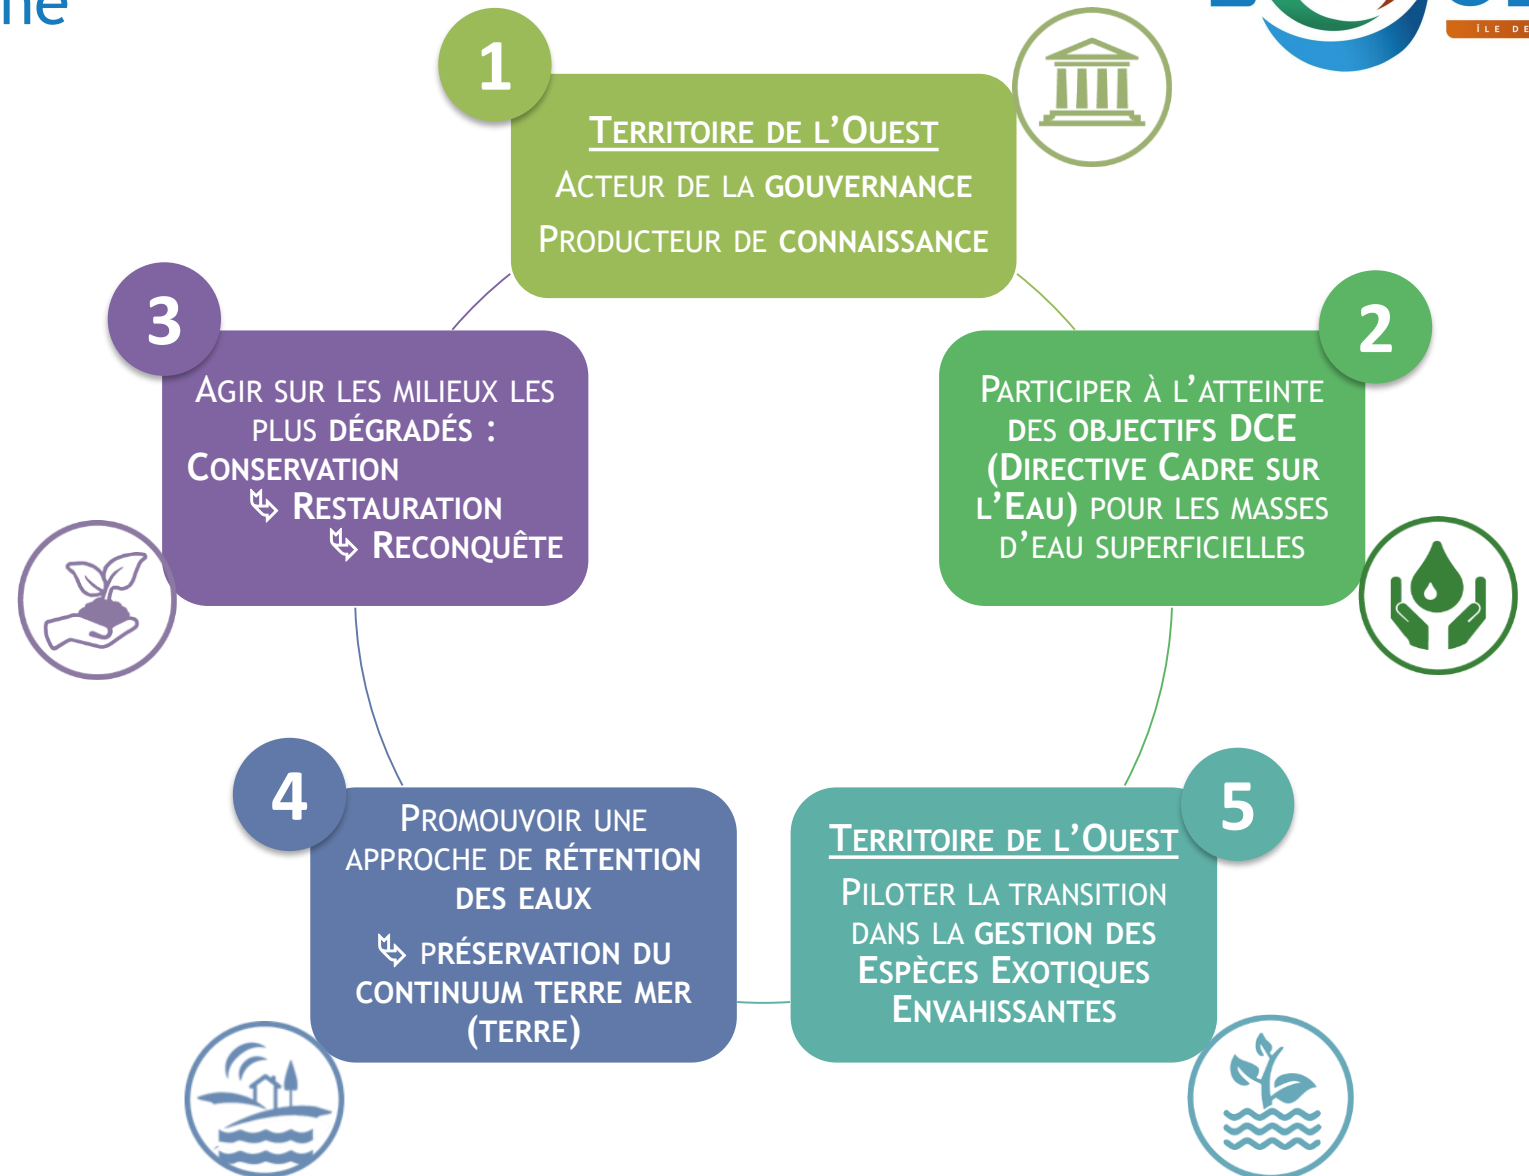 1
TERRITOIRE DE L'OUEST
ACTEUR DE LA GOUVERNANCE
PRODUCTEUR DE CONNAISSANCE
2
PARTICIPER À L'ATTEINTE
DES OBJECTIFS DCE
(DIRECTIVE CADRE SUR
L'EAU) POUR LES MASSES
D'EAU SUPERFICIELLES
3
AGIR SUR LES MILIEUX LES
PLUS DÉGRADÉS :
CONSERVATION
RESTAURATION
RECONQUÊTE
4
PROMOUVOIR UNE
APPROCHE DE RÉTENTION
DES EAUX
PRÉSERVATION DU
CONTINUUM TERRE MER
(TERRE)
5
TERRITOIRE DE L'OUEST
PILOTER LA TRANSITION
DANS LA GESTION DES
ESPÈCES EXOTIQUES
ENVAHISSANTES